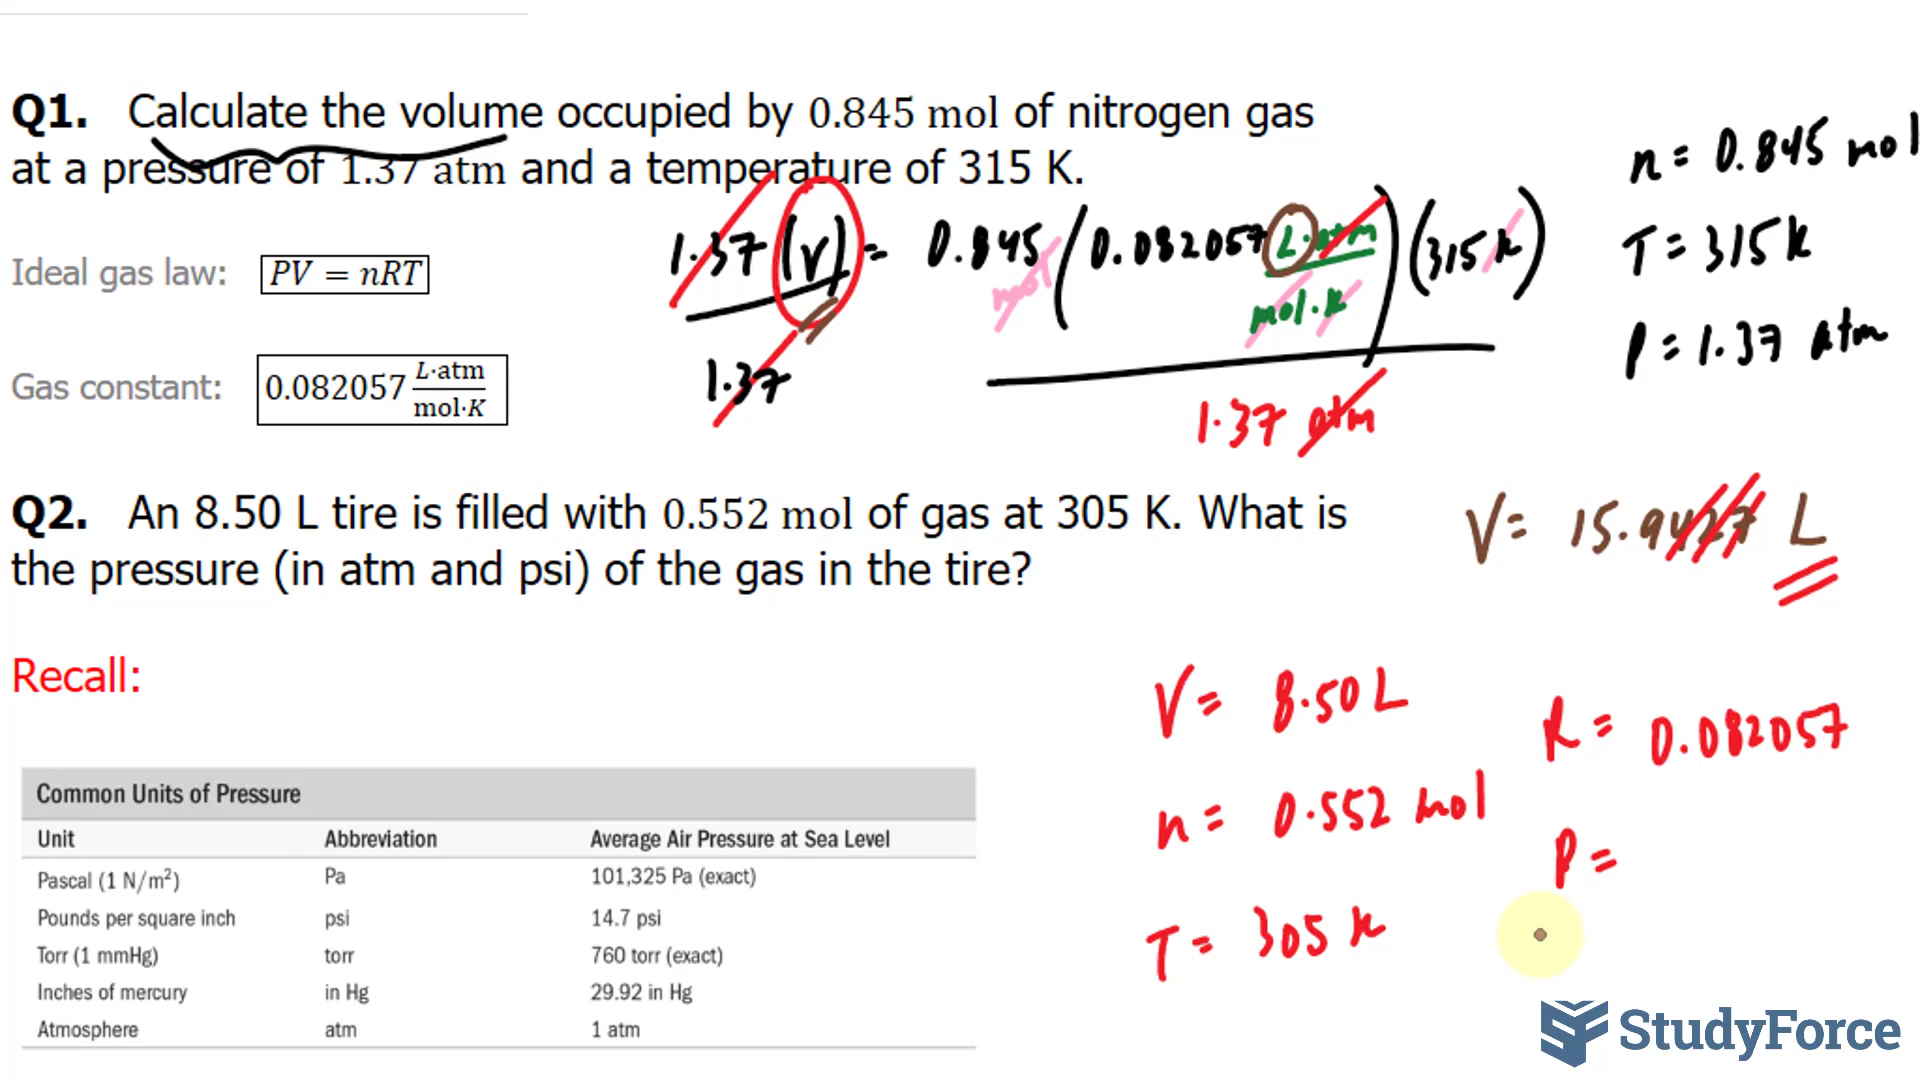 Q1. Calculate the volume occupied by 0.845 mol of nitrogen gas
at a pressure of 1.37 atm and a temperature of 315 K.
n = 0.845 mol
T = 315 K
P = 1.37 atm
Ideal gas law: PV = nRT
1.37 (V) = 0.845 mol (0.082057 L·atm / mol·K) (315 K)
1.37
1.37 atm
Gas constant: 0.082057 L·atm / mol·K
V = 15.9427 L
Q2. An 8.50 L tire is filled with 0.552 mol of gas at 305 K. What is
the pressure (in atm and psi) of the gas in the tire?
Recall:
V = 8.50 L
n = 0.552 mol
T = 305 K
R = 0.082057
P =
Common Units of Pressure
Unit Abbreviation Average Air Pressure at Sea Level
Pascal (1 N/m²) Pa 101,325 Pa (exact)
Pounds per square inch psi 14.7 psi
Torr (1 mmHg) torr 760 torr (exact)
Inches of mercury in Hg 29.92 in Hg
Atmosphere atm 1 atm
StudyForce